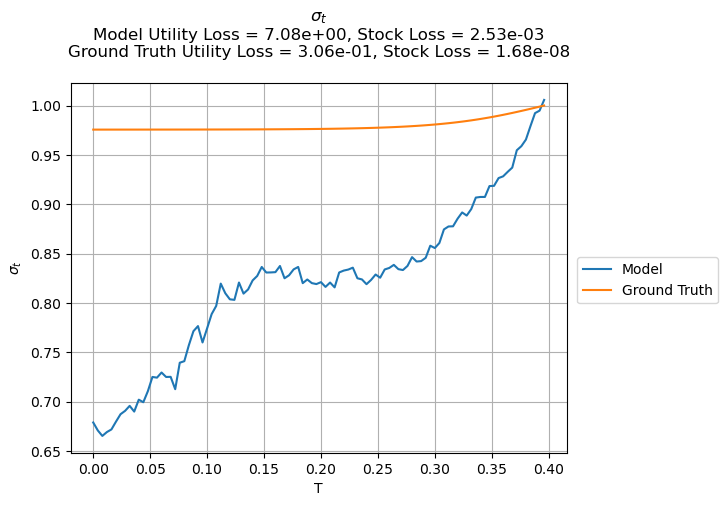 σₜ
Model Utility Loss = 7.08e+00, Stock Loss = 2.53e-03
Ground Truth Utility Loss = 3.06e-01, Stock Loss = 1.68e-08
1.00
0.95
0.90
0.85
0.80
0.75
0.70
0.65
σₜ
0.00 0.05 0.10 0.15 0.20 0.25 0.30 0.35 0.40
T
Model
Ground Truth